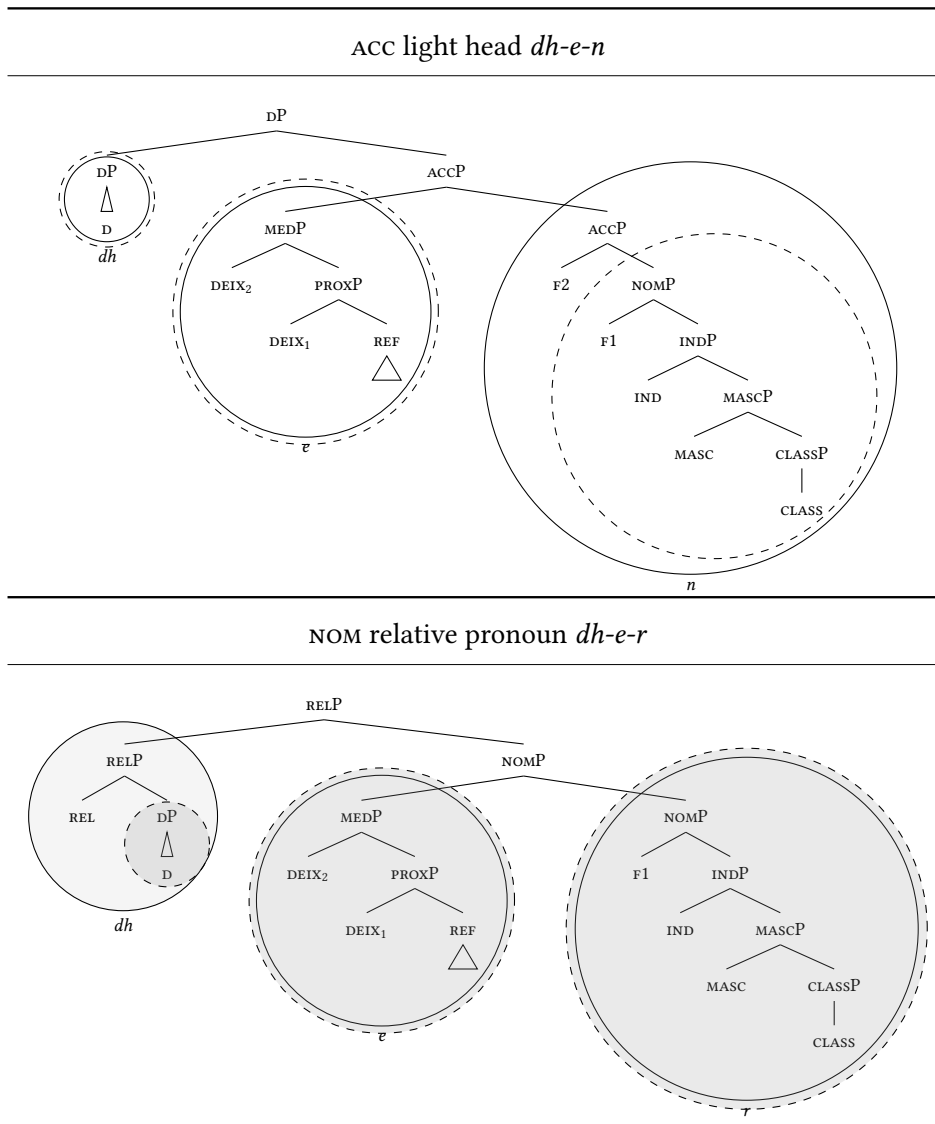 ACC light head dh-e-n
DP
DP ACCP
D MEDP ACCP
dh
DEIX₂ PROXP F2 NOMP
DEIX₁ REF F1 INDP
IND MASCP
e
MASC CLASSP
CLASS
n
NOM relative pronoun dh-e-r
RELP
RELP NOMP
REL DP MEDP NOMP
D DEIX₂ PROXP F1 INDP
dh
DEIX₁ REF IND MASCP
MASC CLASSP
e CLASS
r